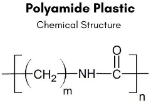 Polyamide Plastic
Chemical Structure
O
(CH₂)m NH C n